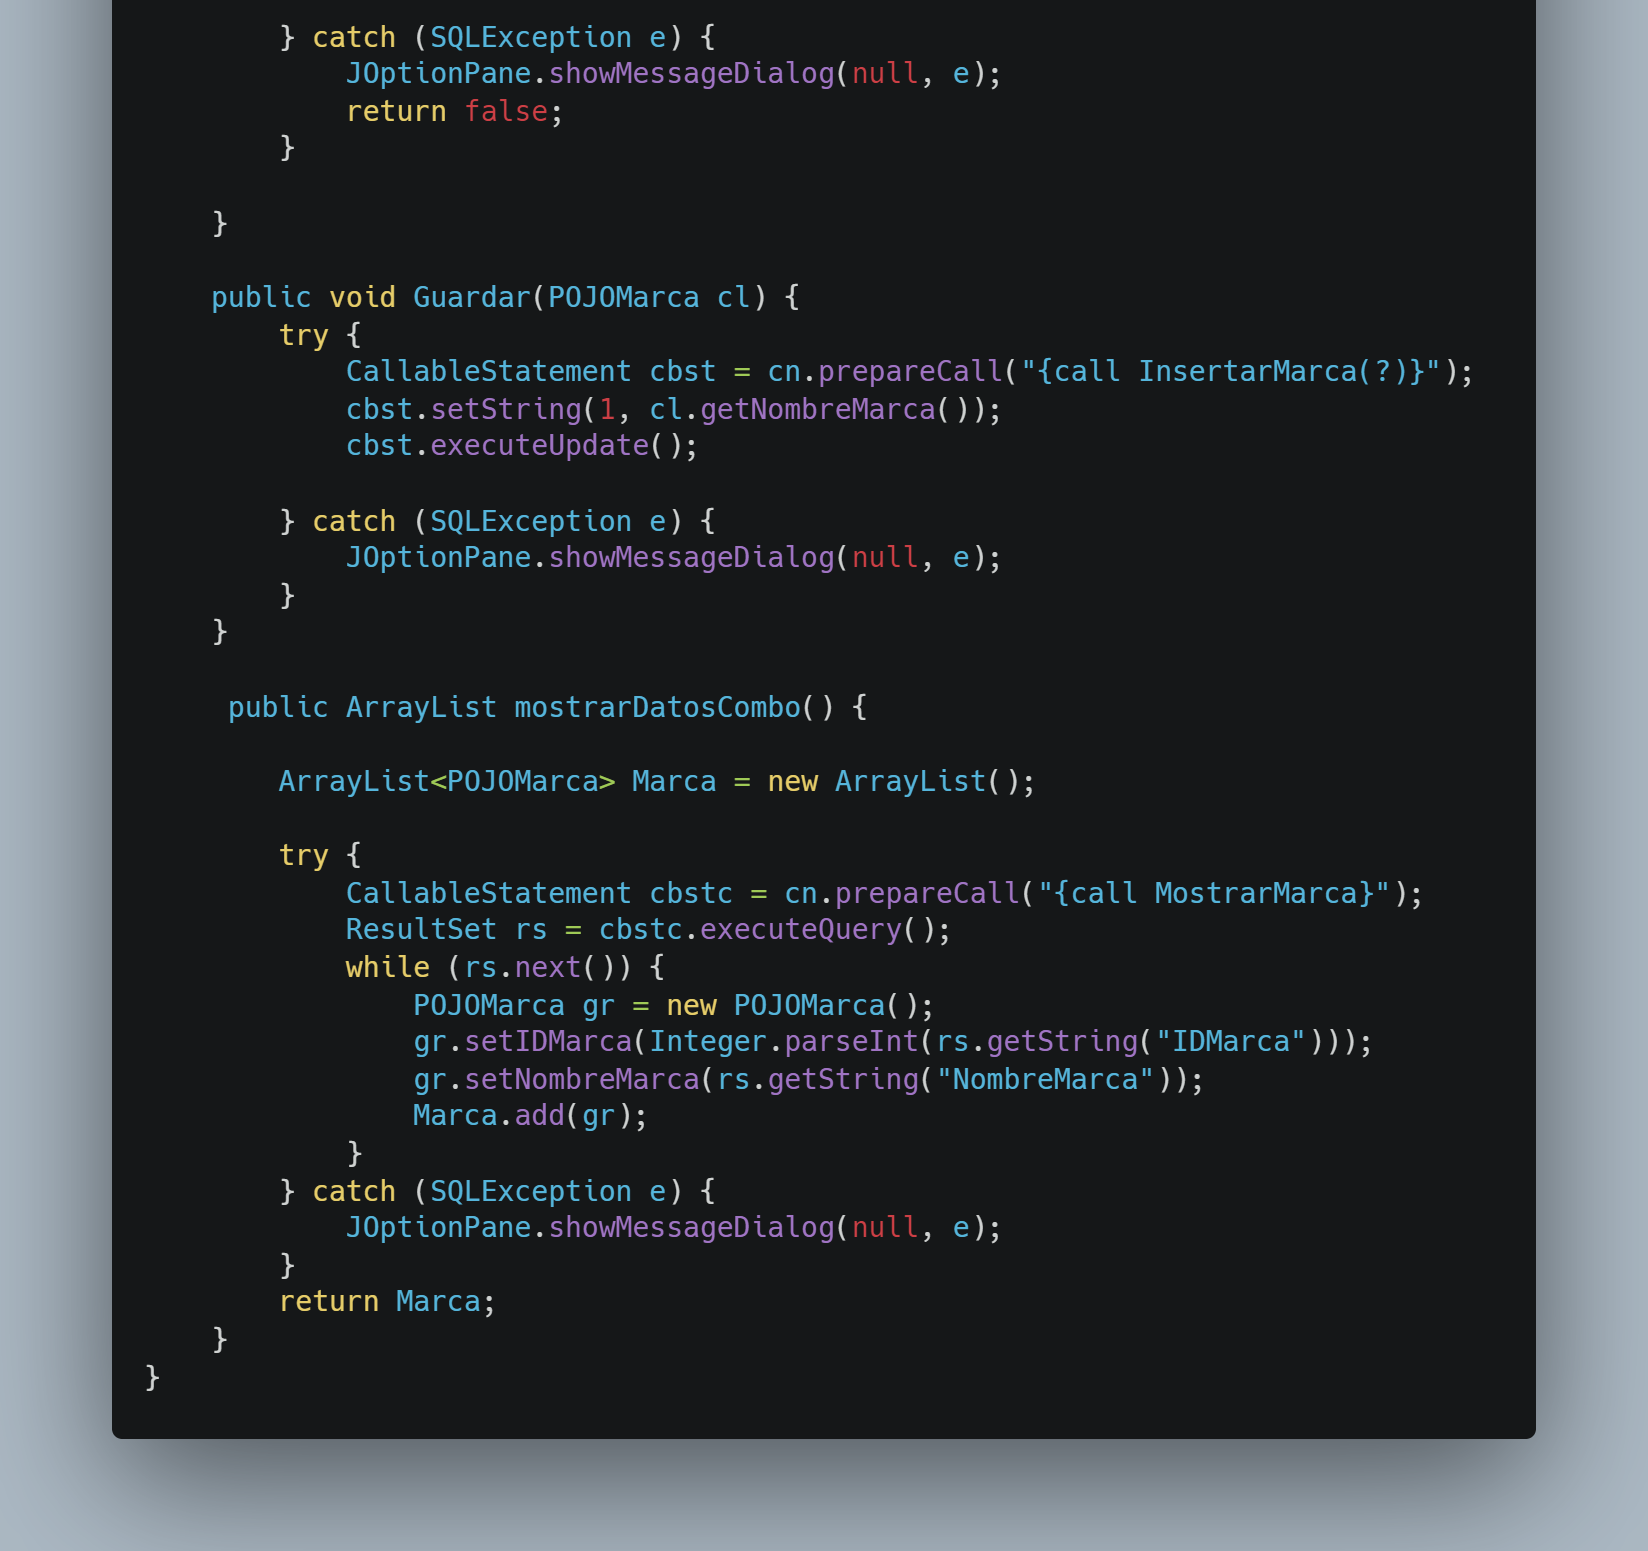 } catch (SQLException e) {
            JOptionPane.showMessageDialog(null, e);
            return false;
        }

    }

    public void Guardar(POJOMarca cl) {
        try {
            CallableStatement cbst = cn.prepareCall("{call InsertarMarca(?)}");
            cbst.setString(1, cl.getNombreMarca());
            cbst.executeUpdate();

        } catch (SQLException e) {
            JOptionPane.showMessageDialog(null, e);
        }
    }

     public ArrayList mostrarDatosCombo() {

        ArrayList<POJOMarca> Marca = new ArrayList();

        try {
            CallableStatement cbstc = cn.prepareCall("{call MostrarMarca}");
            ResultSet rs = cbstc.executeQuery();
            while (rs.next()) {
                POJOMarca gr = new POJOMarca();
                gr.setIDMarca(Integer.parseInt(rs.getString("IDMarca")));
                gr.setNombreMarca(rs.getString("NombreMarca"));
                Marca.add(gr);
            }
        } catch (SQLException e) {
            JOptionPane.showMessageDialog(null, e);
        }
        return Marca;
    }
}